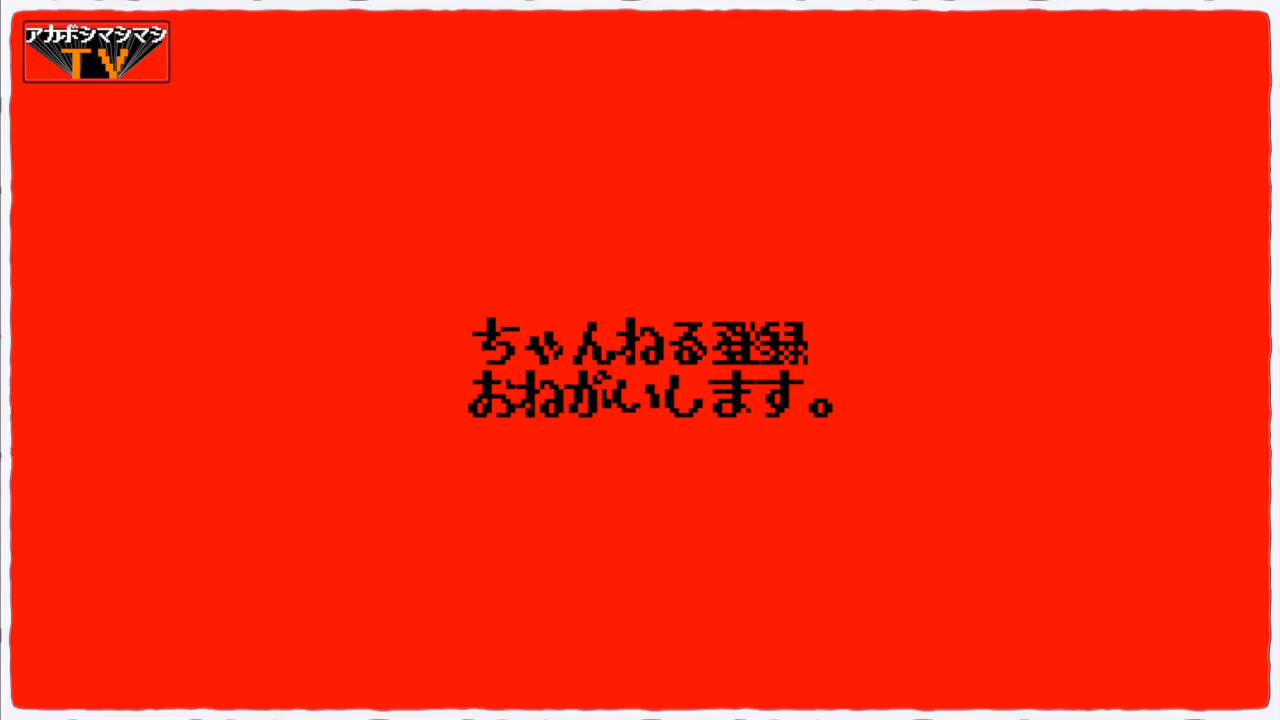 アカボシマシマシ
TV
ちゃんねる登録
おねがいします。